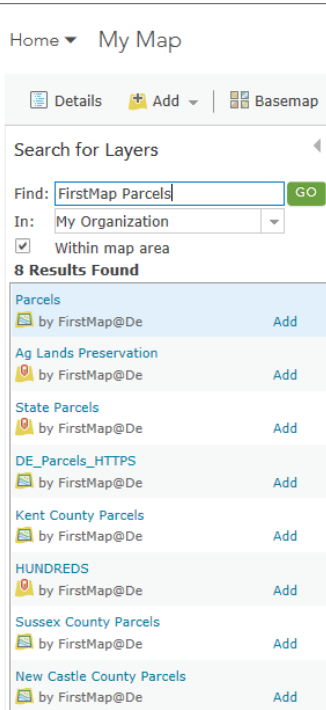 Home My Map
Details Add Basemap
Search for Layers
Find: FirstMap Parcels GO
In: My Organization
Within map area
8 Results Found
Parcels
by FirstMap@De Add
Ag Lands Preservation
by FirstMap@De Add
State Parcels
by FirstMap@De Add
DE_Parcels_HTTPS
by FirstMap@De Add
Kent County Parcels
by FirstMap@De Add
HUNDREDS
by FirstMap@De Add
Sussex County Parcels
by FirstMap@De Add
New Castle County Parcels
by FirstMap@De Add